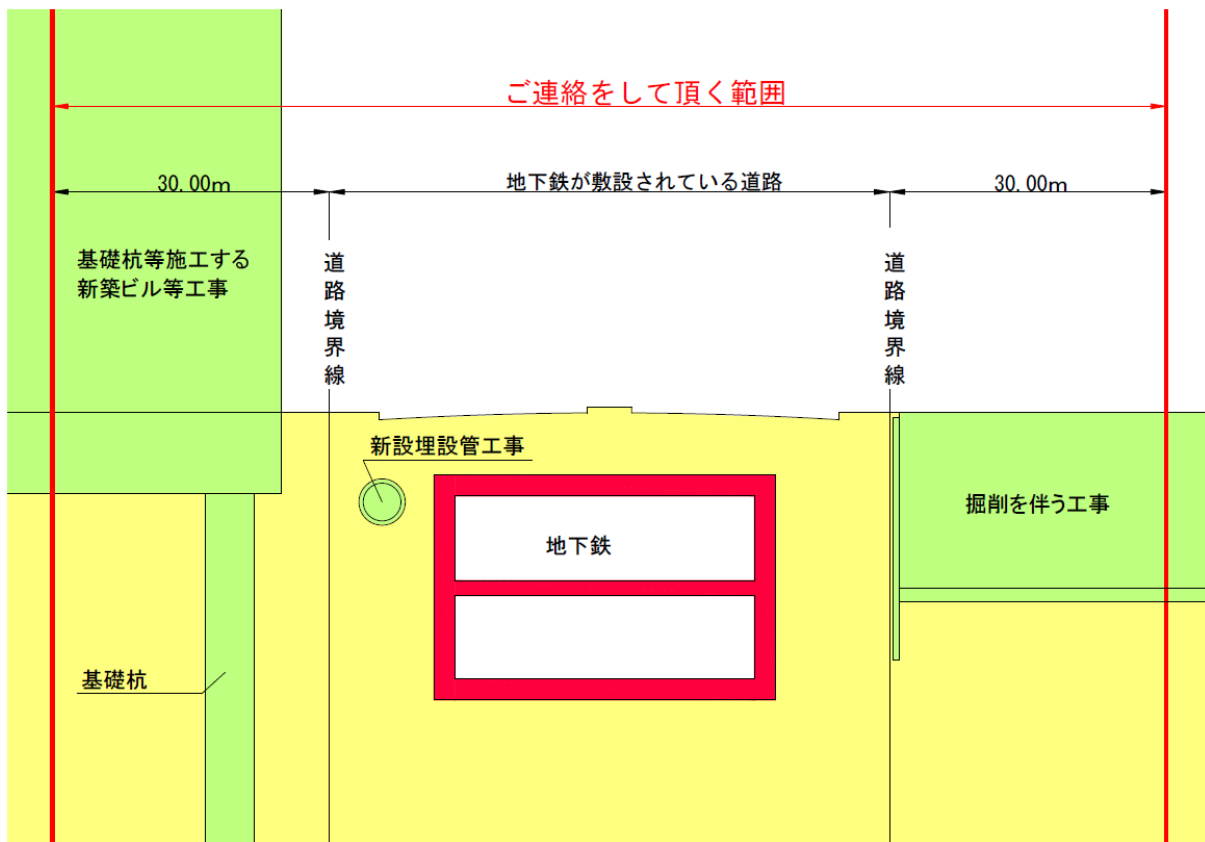 ご連絡をして頂く範囲
30.00m
地下鉄が敷設されている道路
30.00m
基礎杭等施工する
新築ビル等工事
道路境界線
道路境界線
新設埋設管工事
地下鉄
掘削を伴う工事
基礎杭